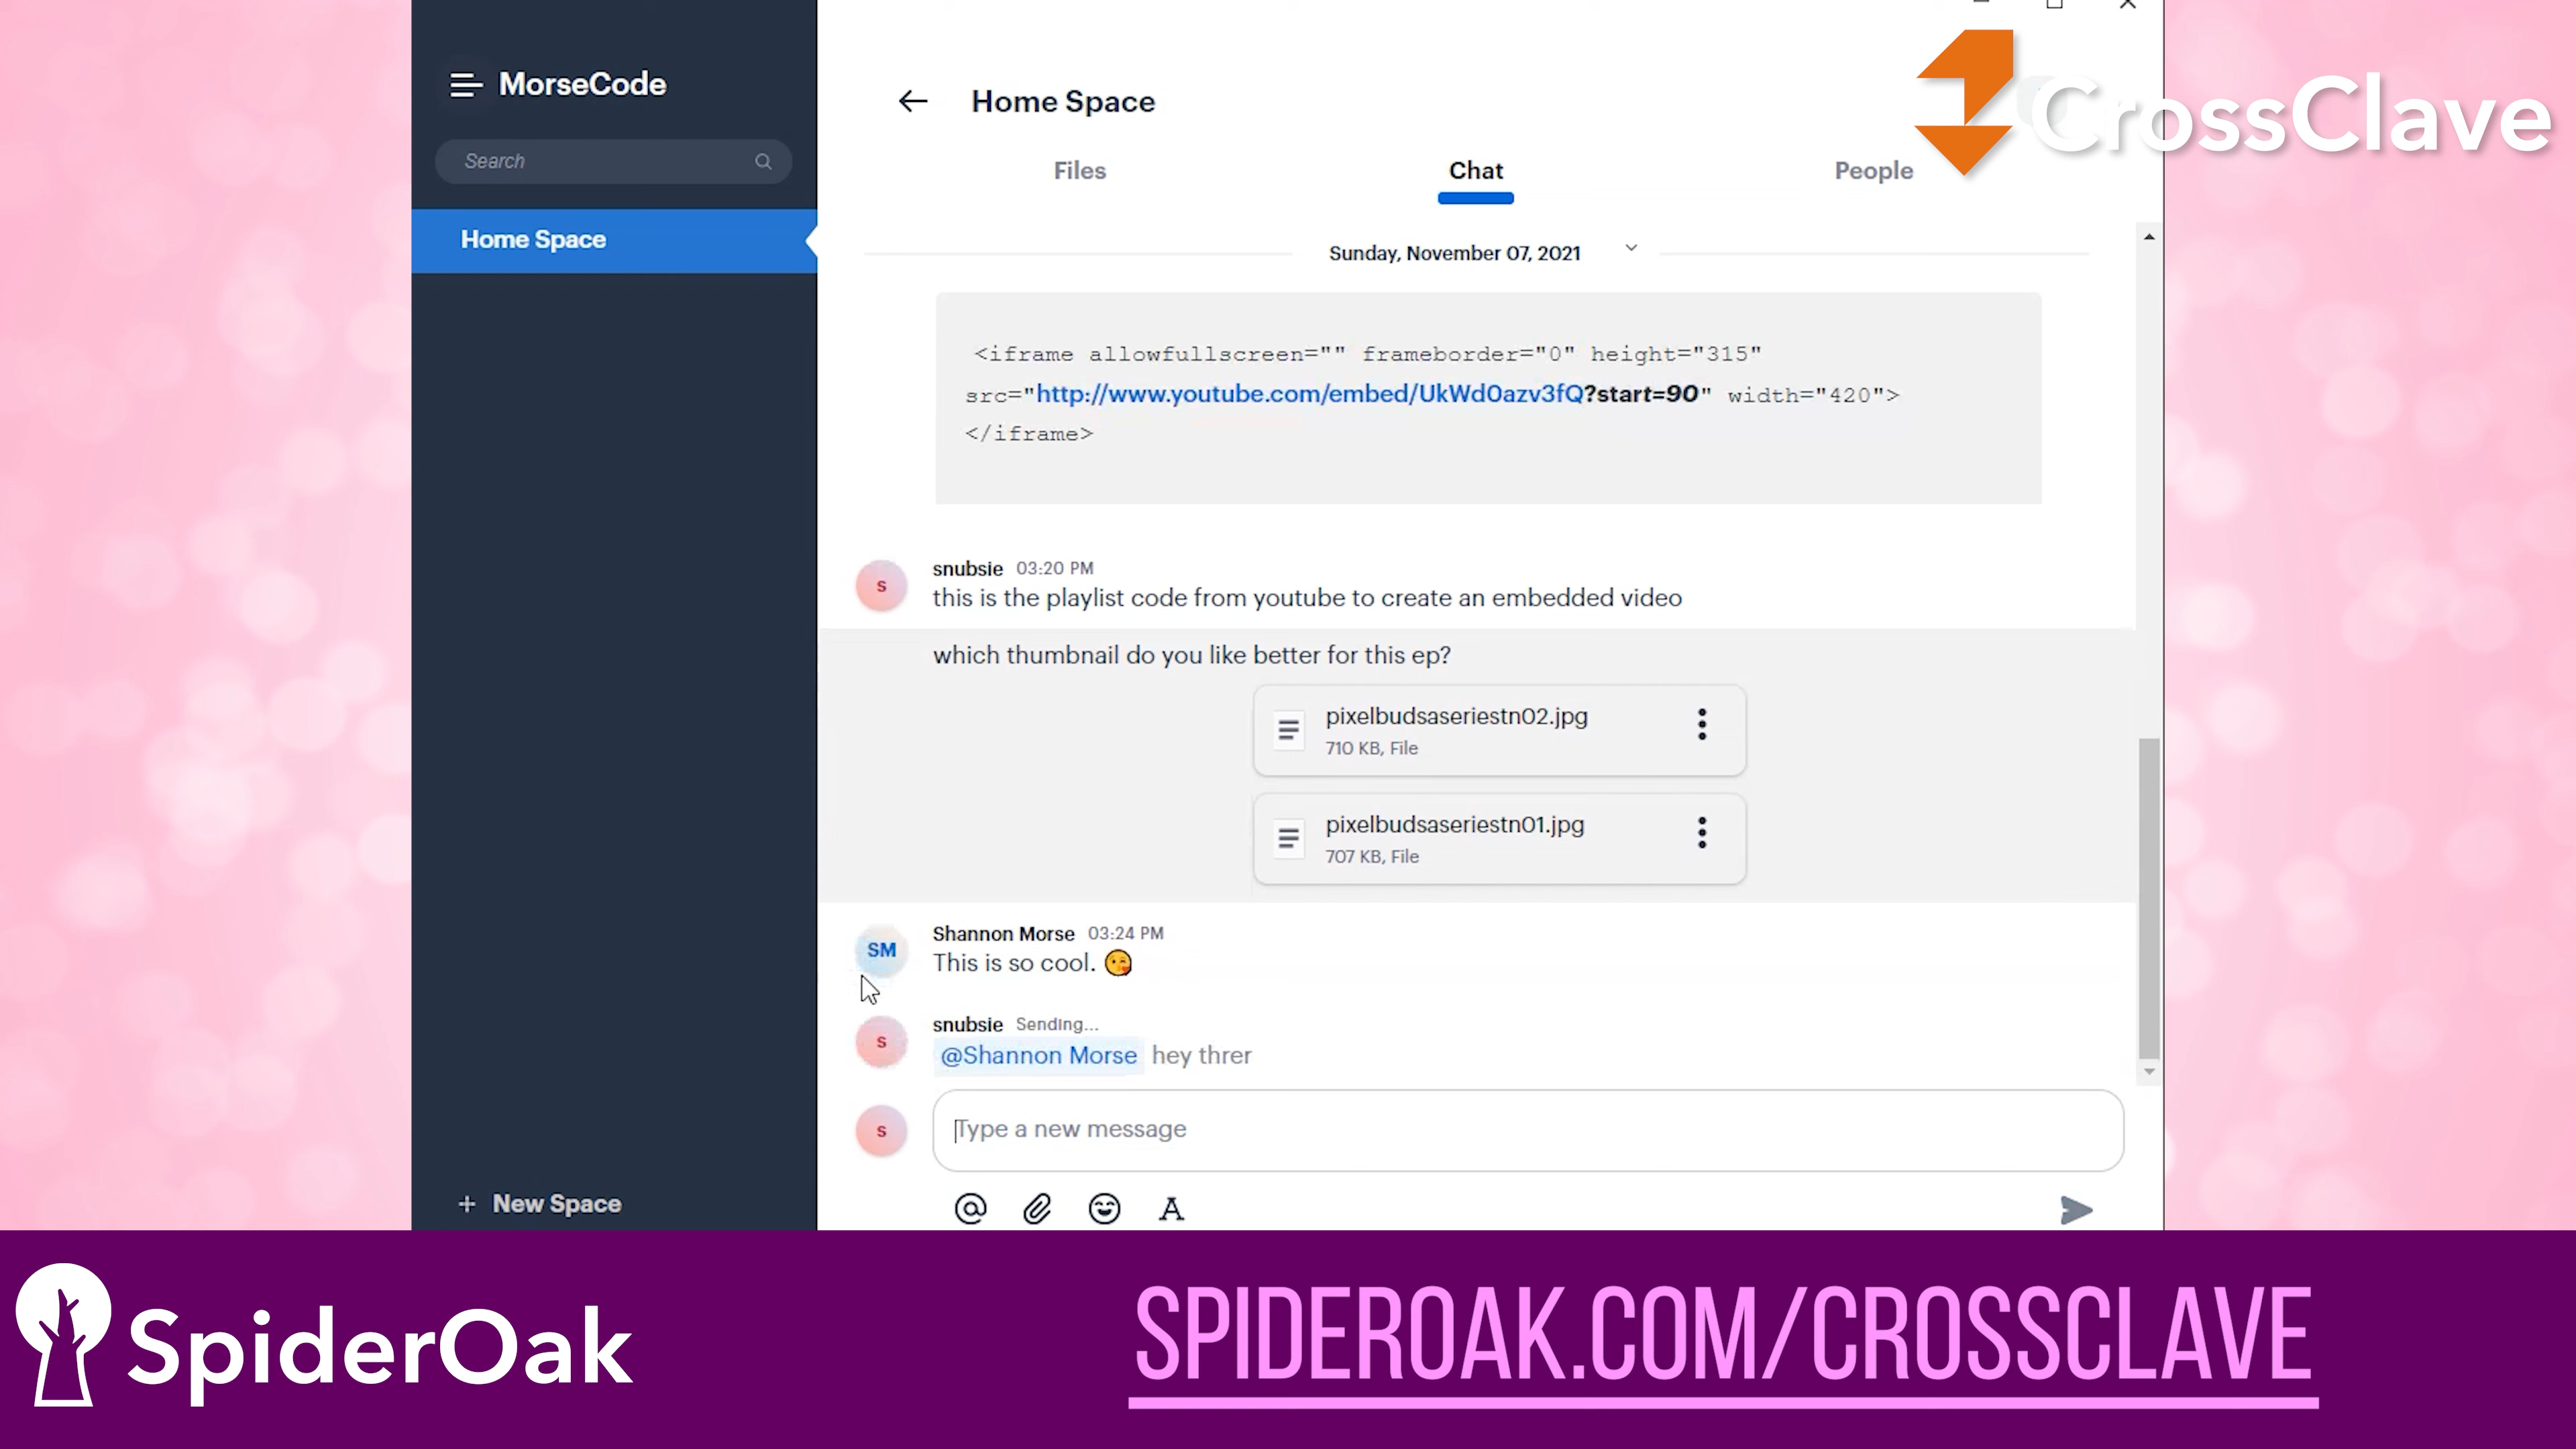 MorseCode
Search
Home Space
New Space
Home Space
CrossClave
Files
Chat
People
Sunday, November 07, 2021
<iframe allowfullscreen="" frameborder="0" height="315"
src="http://www.youtube.com/embed/UkWd0azv3fQ?start=90" width="420">
</iframe>
S
snubsie 03:20 PM
this is the playlist code from youtube to create an embedded video
which thumbnail do you like better for this ep?
pixelbudsaseriestn02.jpg
710 KB, File
pixelbudsaseriestn01.jpg
707 KB, File
SM
Shannon Morse 03:24 PM
This is so cool. 😘
S
snubsie Sending...
@Shannon Morse hey threr
S
Type a new message
SpiderOak
SPIDEROAK.COM/CROSSCLAVE